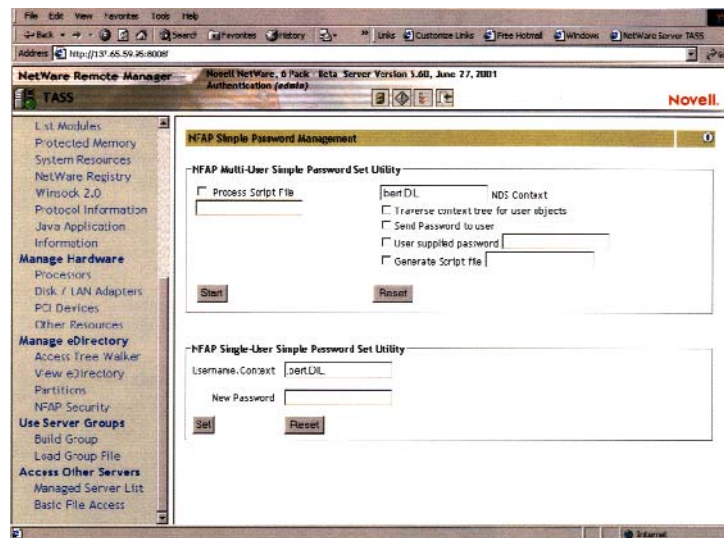 File Edit View Favorites Tools Help
Back Search Favorites History Links Customize Links Free Hotmail Windows NetWare Server TASS
Address http://137.65.59.95:8008/
NetWare Remote Manager
Novell NetWare, 6 Pack Beta Server Version 5.60, June 27, 2001
Authentication (admin)
TASS
Novell.
List Modules
Protected Memory
System Resources
NetWare Registry
Winsock 2.0
Protocol Information
Java Application
Information
Manage Hardware
Processors
Disk / LAN Adapters
PCI Devices
Other Resources
Manage eDirectory
Access Tree Walker
View eDirectory
Partitions
NFAP Security
Use Server Groups
Build Group
Load Group File
Access Other Servers
Managed Server List
Basic File Access
NFAP Simple Password Management
NFAP Multi-User Simple Password Set Utility
Process Script File
NDS Context
Traverse context tree for user objects
Send Password to user
User supplied password
Generate Script file
Start Reset
NFAP Single-User Simple Password Set Utility
Username.Context
New Password
Set Reset
Internet